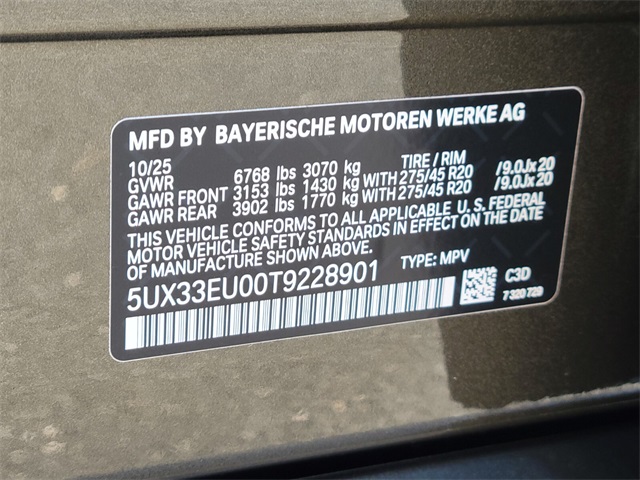 MFD BY BAYERISCHE MOTOREN WERKE AG
10/25
GVWR 6768 lbs 3070 kg TIRE / RIM
GAWR FRONT 3153 lbs 1430 kg WITH 275/45 R20 /9.0Jx20
GAWR REAR 3902 lbs 1770 kg WITH 275/45 R20 /9.0Jx20
THIS VEHICLE CONFORMS TO ALL APPLICABLE U.S. FEDERAL
MOTOR VEHICLE SAFETY STANDARDS IN EFFECT ON THE DATE
OF MANUFACTURE SHOWN ABOVE.
5UX33EU00T9228901 TYPE: MPV
C3D
7 320 729